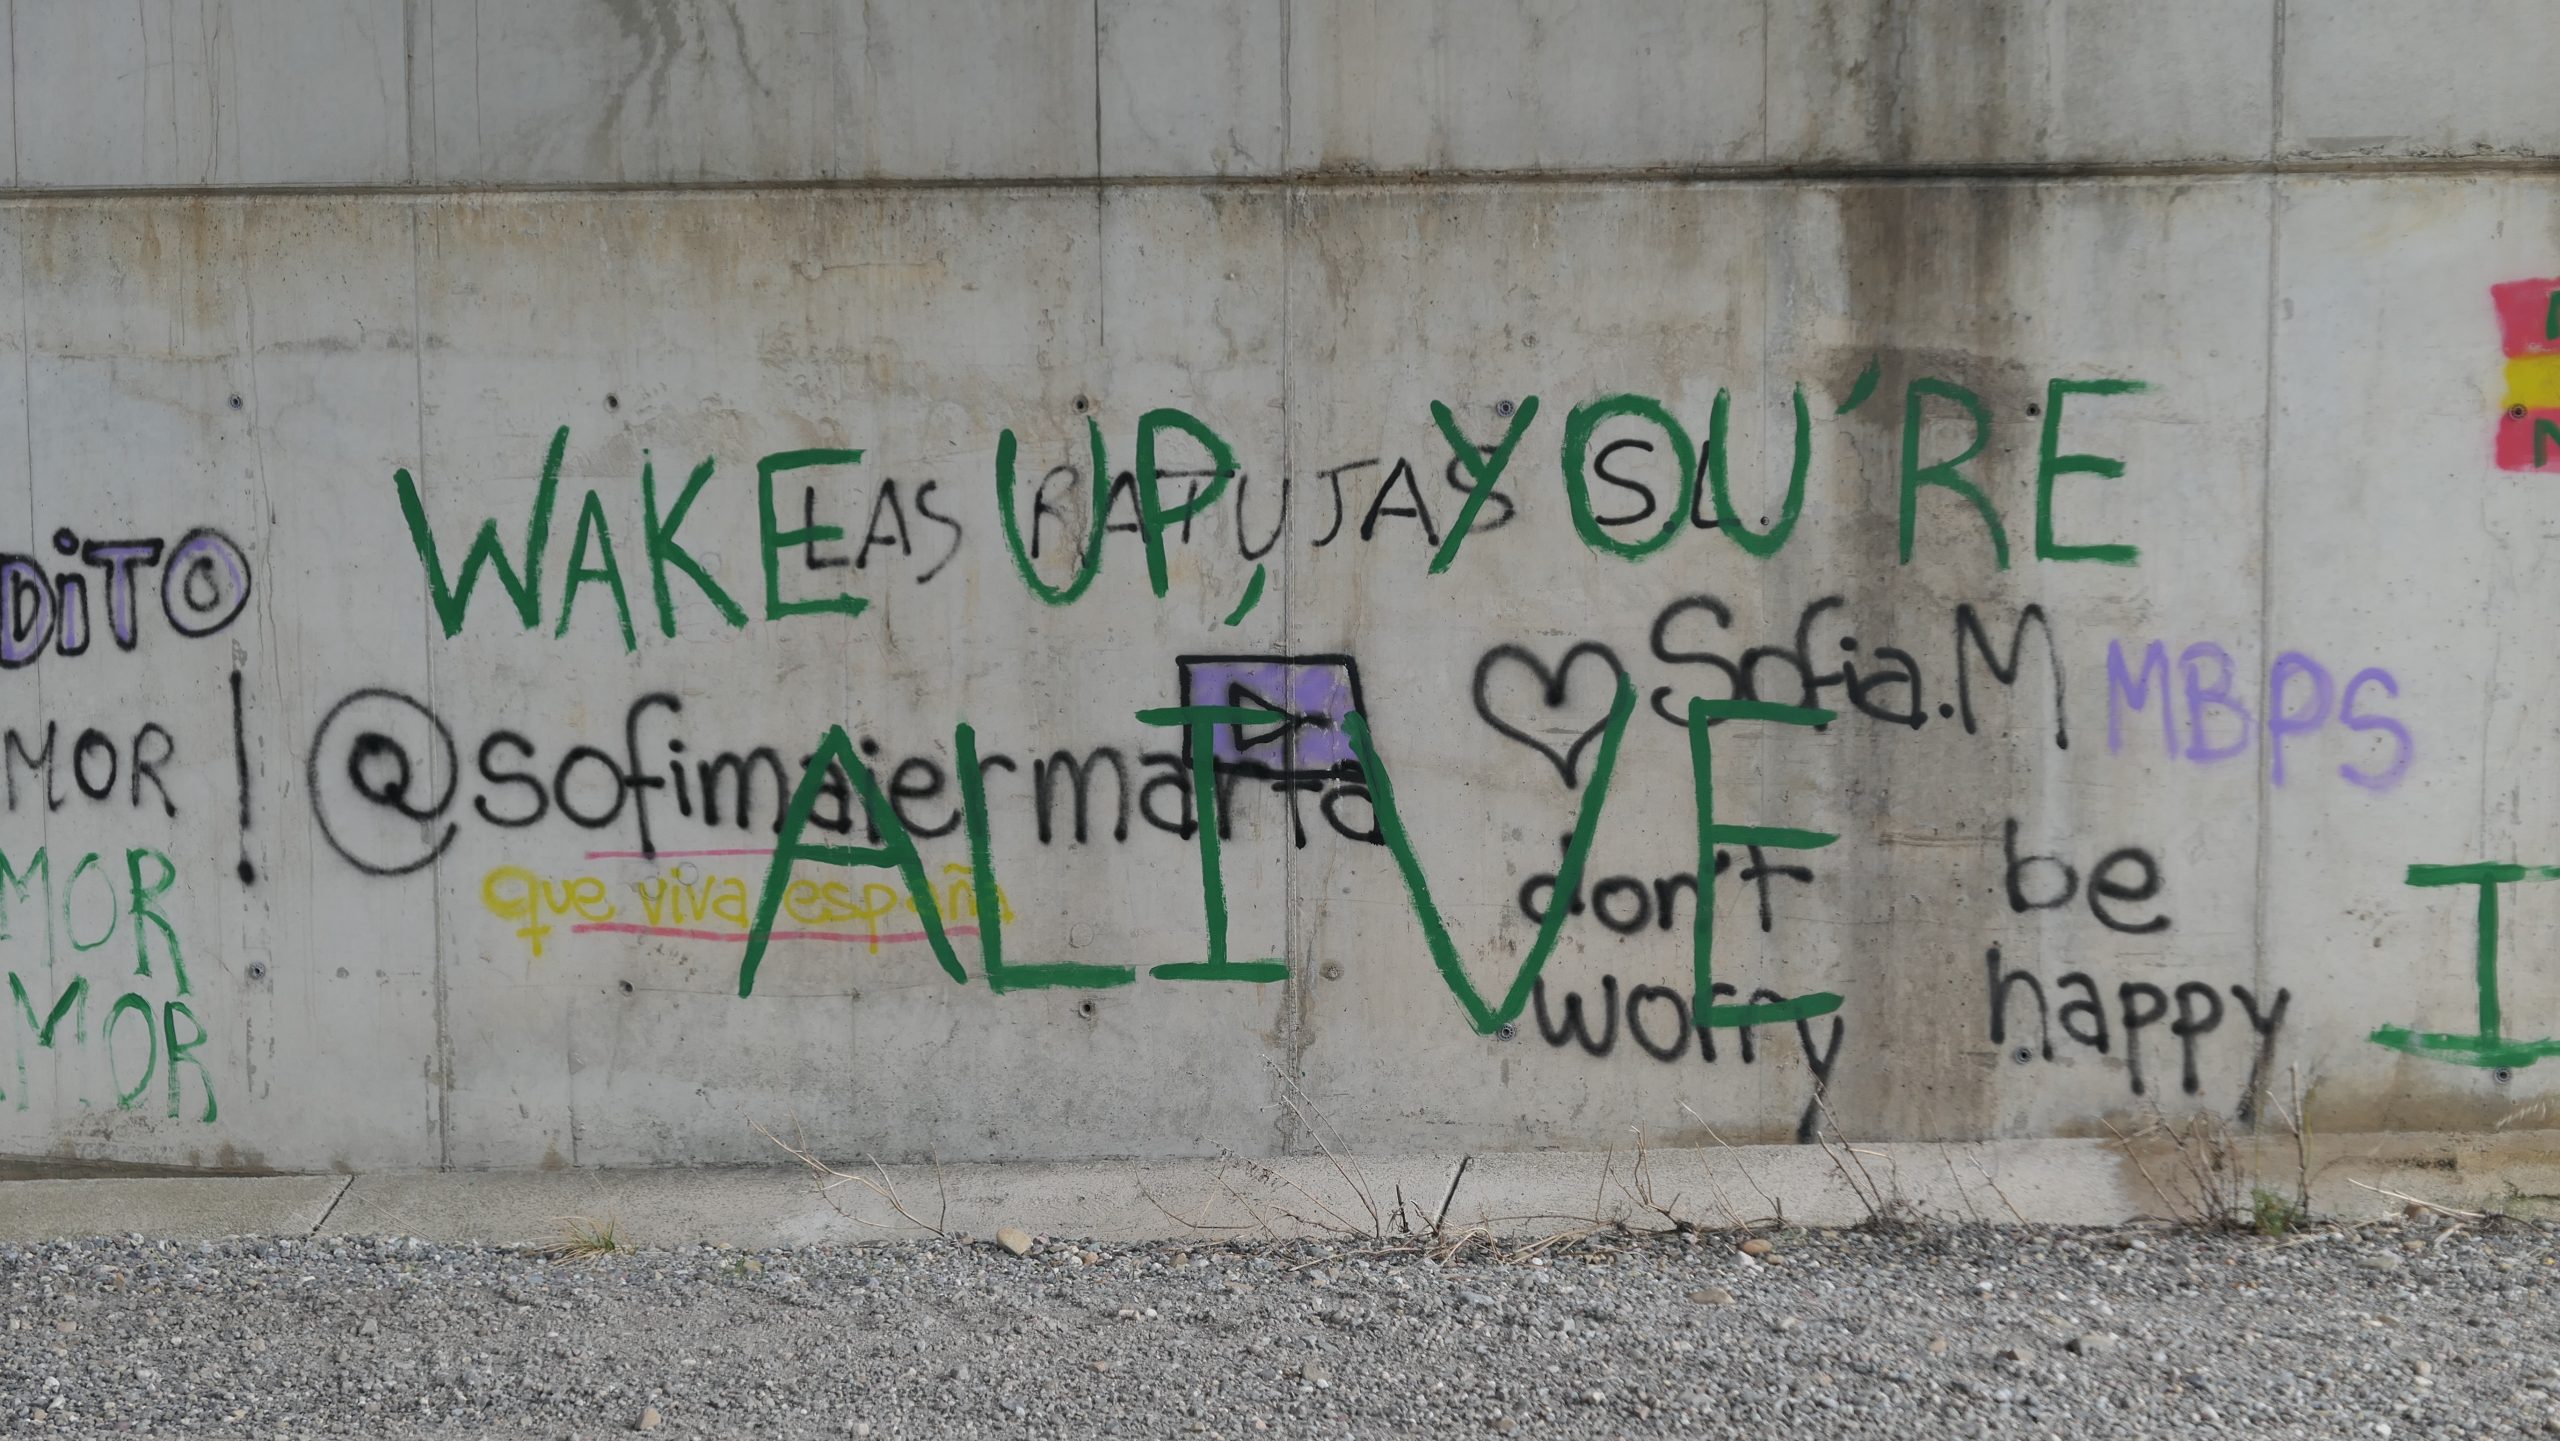 WAKE UP, YOU'RE
ALIVE
LAS RATUJAS S.L.
DiTO
MOR !
MOR
MOR
@sofimaiermarta
que viva españa
Sofia.M
MBPS
don't be
worry happy
I